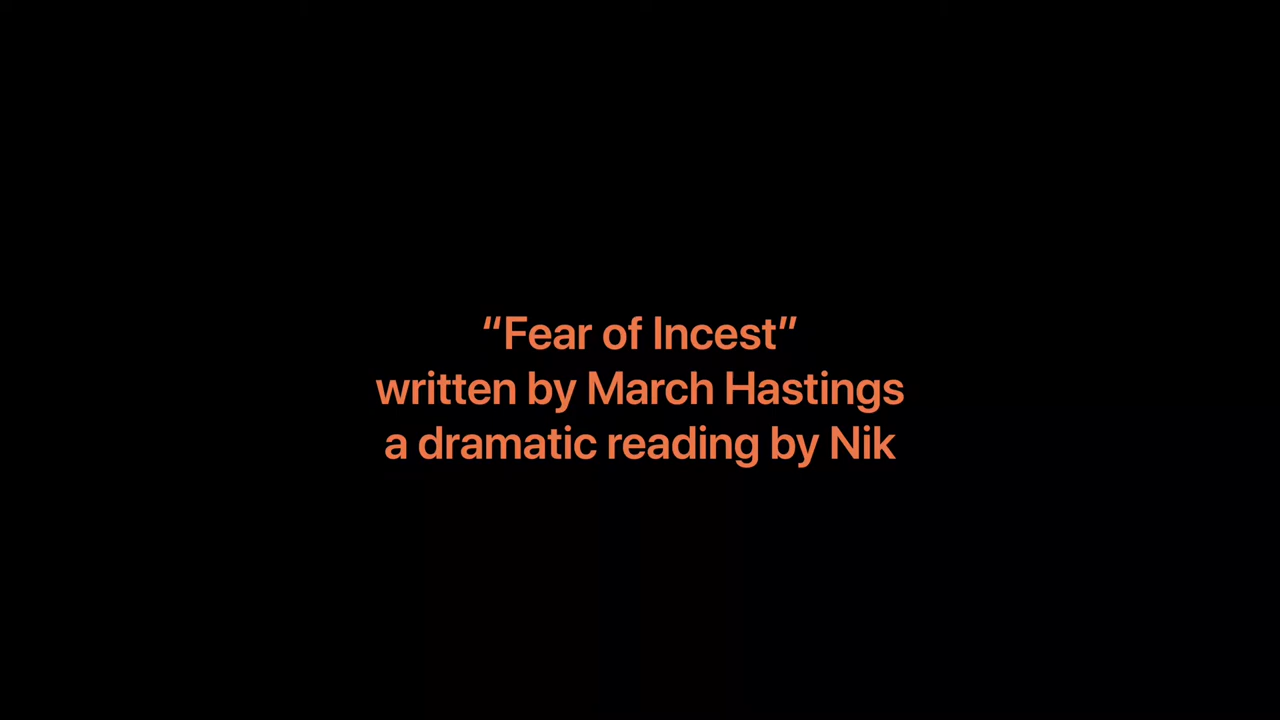 “Fear of Incest”
written by March Hastings
a dramatic reading by Nik